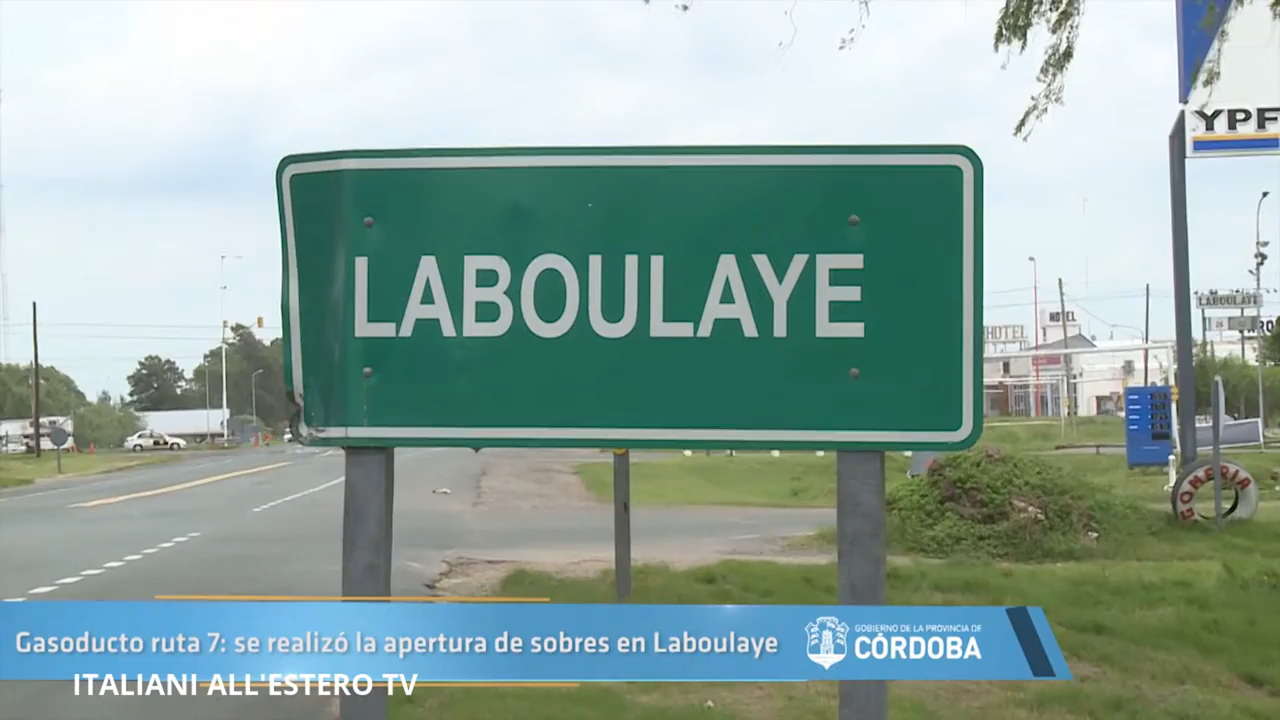 YPF
LABOULAYE
LABOULAYE
HOTEL
HOTEL
GOMERIA
Gasoducto ruta 7: se realizó la apertura de sobres en Laboulaye
GOBIERNO DE LA PROVINCIA DE
CÓRDOBA
ITALIANI ALL'ESTERO TV